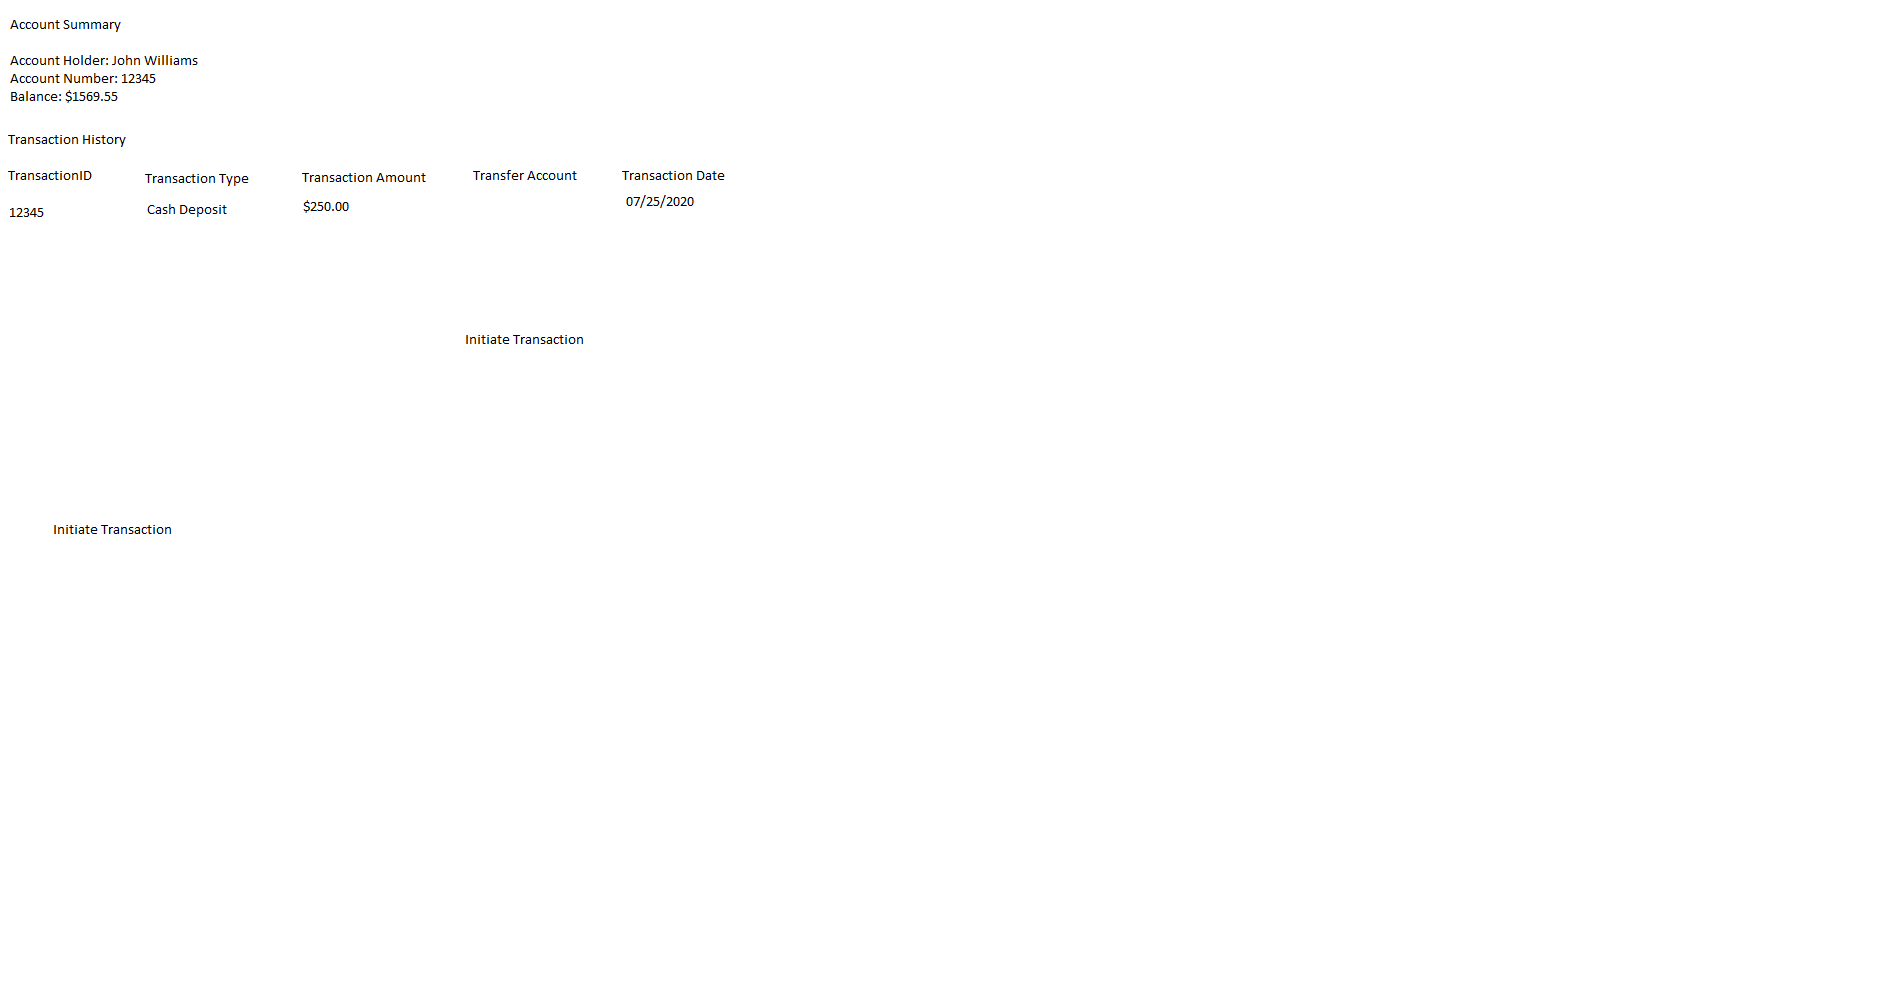 Account Summary
Account Holder: John Williams
Account Number: 12345
Balance: $1569.55
Transaction History
TransactionID Transaction Type Transaction Amount Transfer Account Transaction Date
12345 Cash Deposit $250.00 07/25/2020
Initiate Transaction
Initiate Transaction